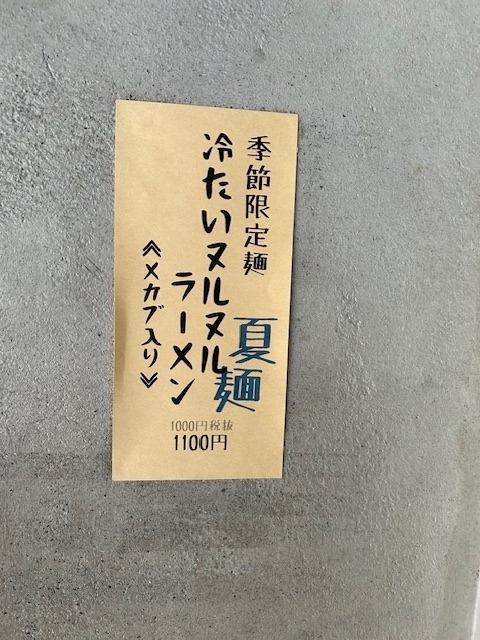 季節限定麺
夏麺
冷たいヌルヌル
ラーメン
《メカブ入り》
1000円税抜
1100円